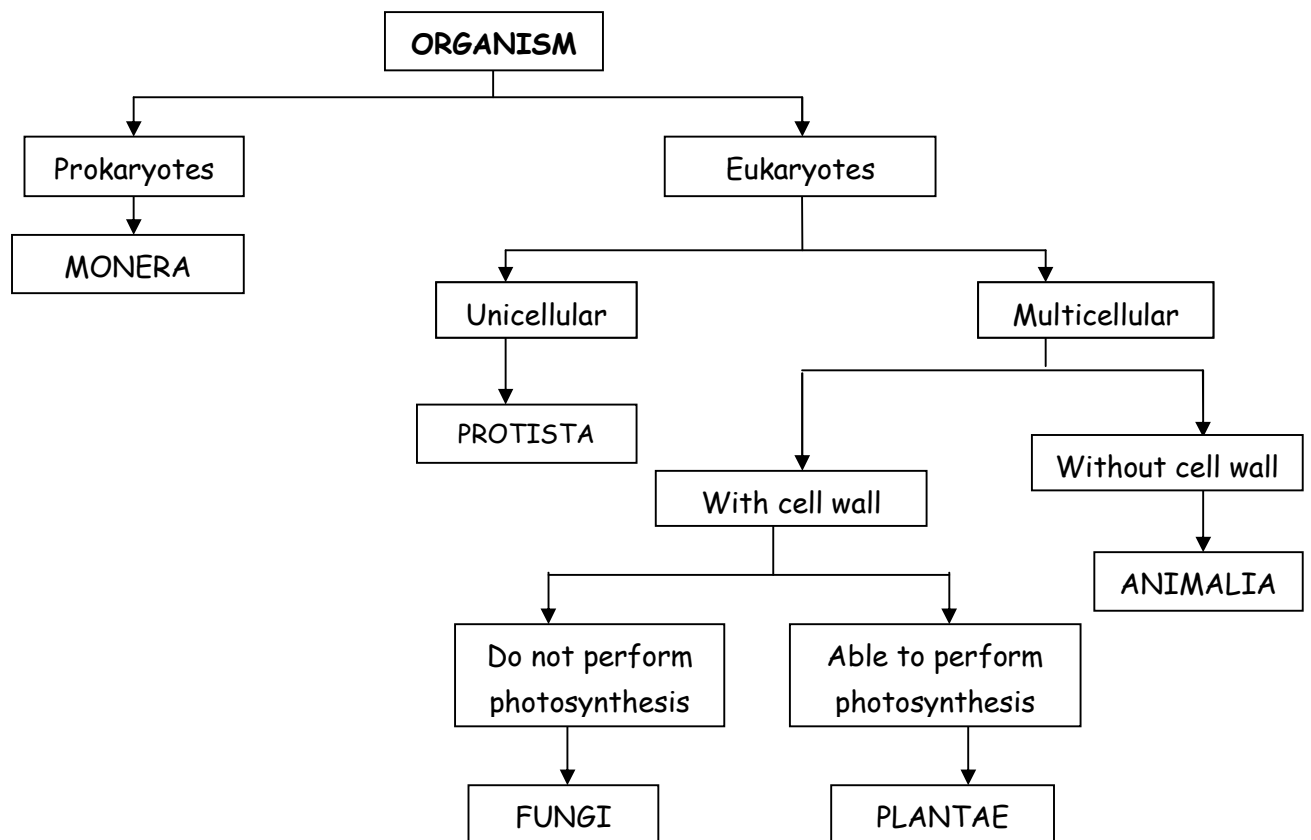 ORGANISM
Prokaryotes
Eukaryotes
MONERA
Unicellular
Multicellular
PROTISTA
Without cell wall
With cell wall
ANIMALIA
Do not perform
photosynthesis
Able to perform
photosynthesis
FUNGI
PLANTAE